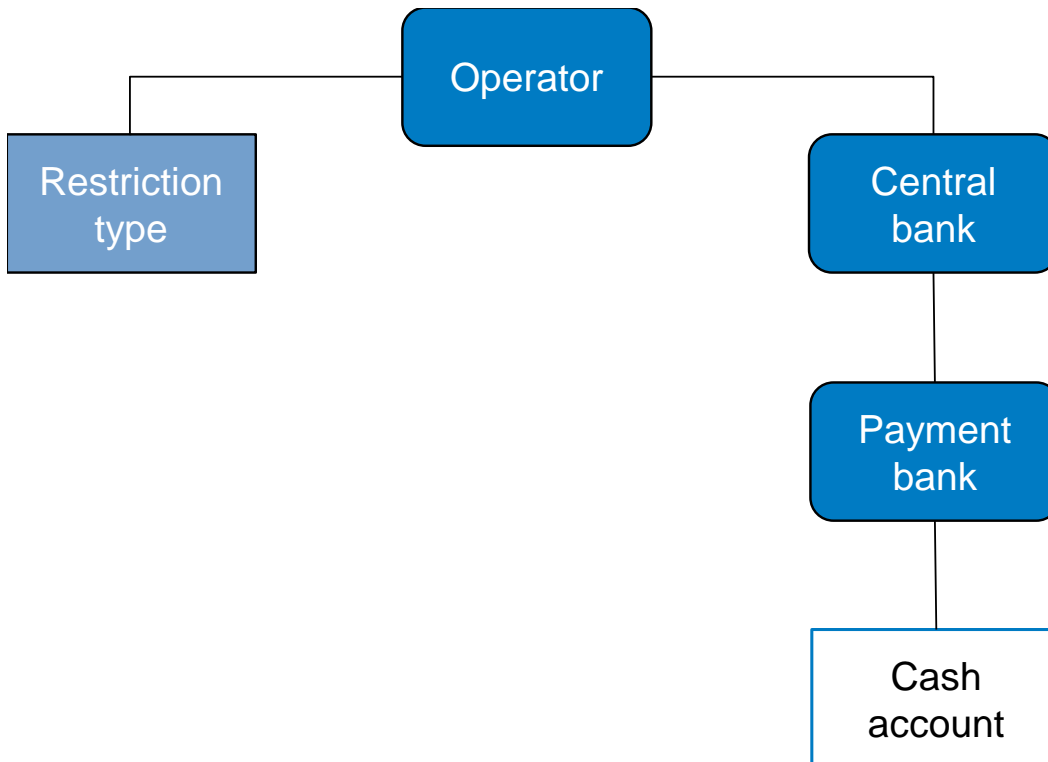 Operator
Restriction
type
Central
bank
Payment
bank
Cash
account